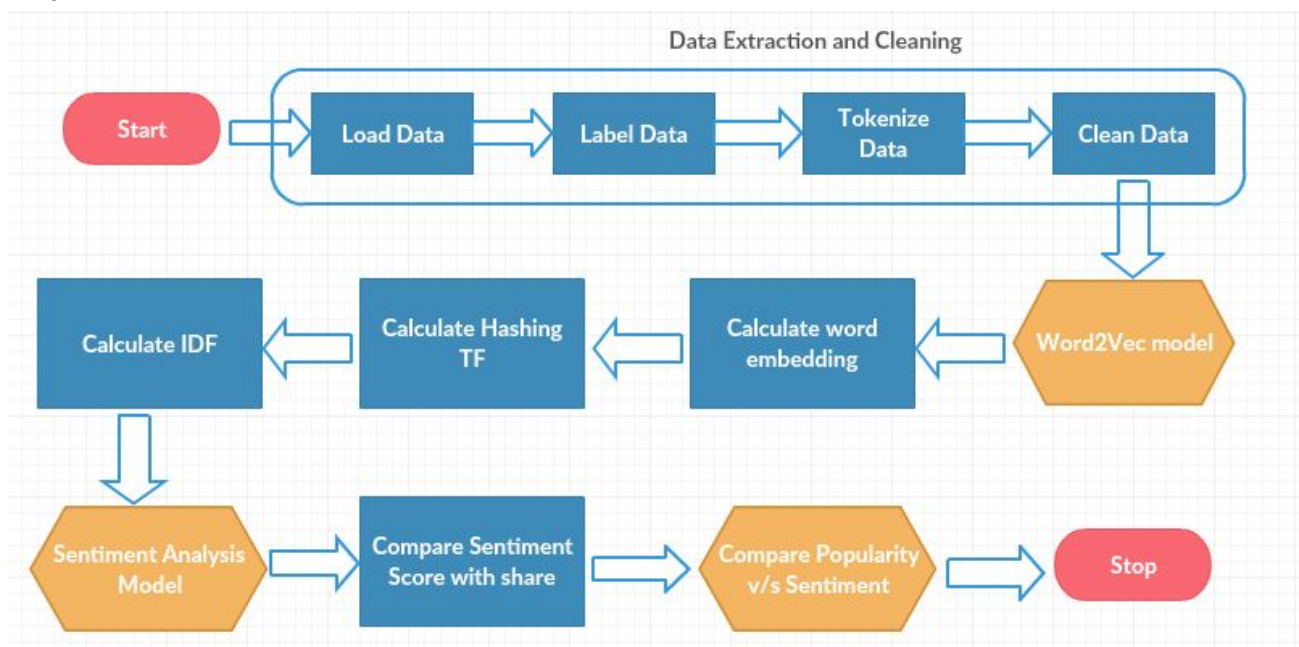 Data Extraction and Cleaning
Start
Load Data
Label Data
Tokenize
Data
Clean Data
Word2Vec model
Calculate word
embedding
Calculate Hashing
TF
Calculate IDF
Sentiment Analysis
Model
Compare Sentiment
Score with share
Compare Popularity
v/s Sentiment
Stop